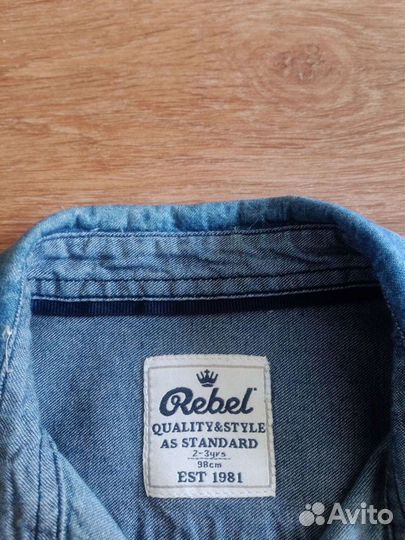 Rebel
QUALITY&STYLE
AS STANDARD
2-3yrs
98cm
EST 1981
Avito